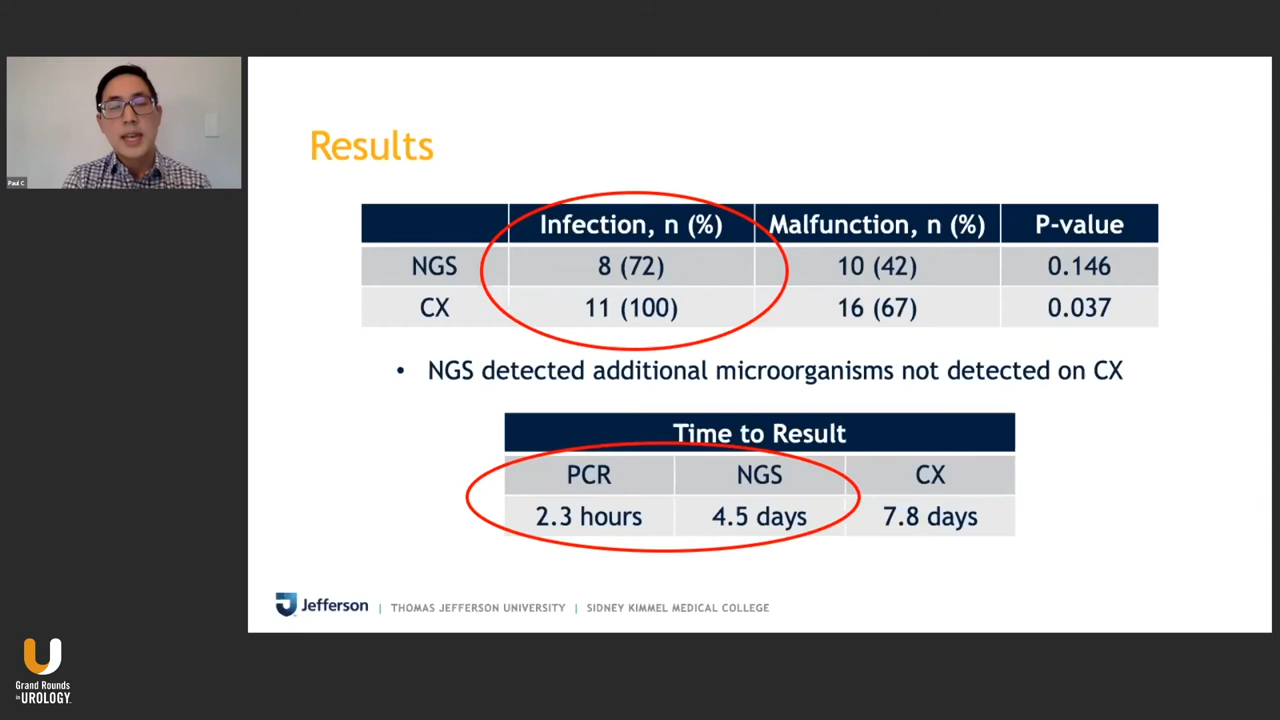 Paul C
Results
Infection, n (%) Malfunction, n (%) P-value
NGS 8 (72) 10 (42) 0.146
CX 11 (100) 16 (67) 0.037
• NGS detected additional microorganisms not detected on CX
Time to Result
PCR NGS CX
2.3 hours 4.5 days 7.8 days
Jefferson | THOMAS JEFFERSON UNIVERSITY | SIDNEY KIMMEL MEDICAL COLLEGE
Grand Rounds
in UROLOGY